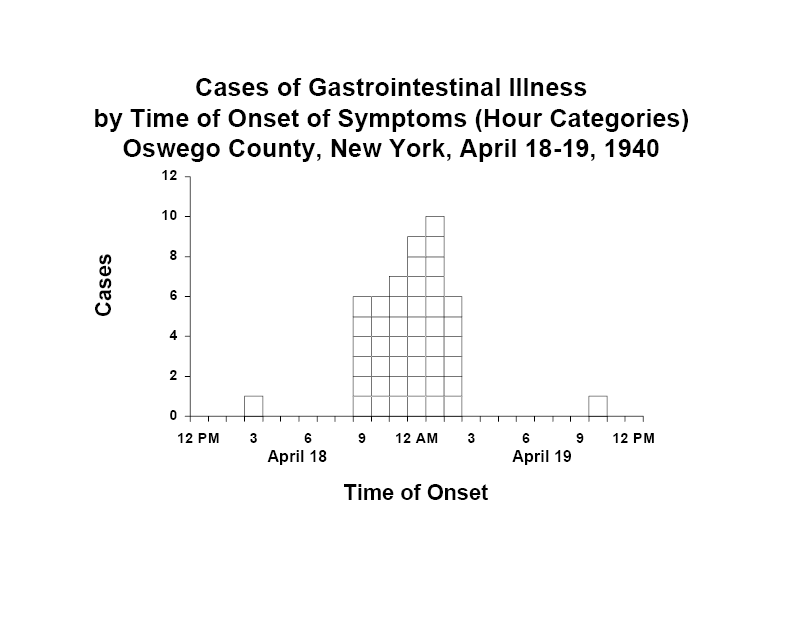 Cases of Gastrointestinal Illness
by Time of Onset of Symptoms (Hour Categories)
Oswego County, New York, April 18-19, 1940
12
10
8
6
4
2
0
Cases
12 PM 3 6 9 12 AM 3 6 9 12 PM
April 18 April 19
Time of Onset